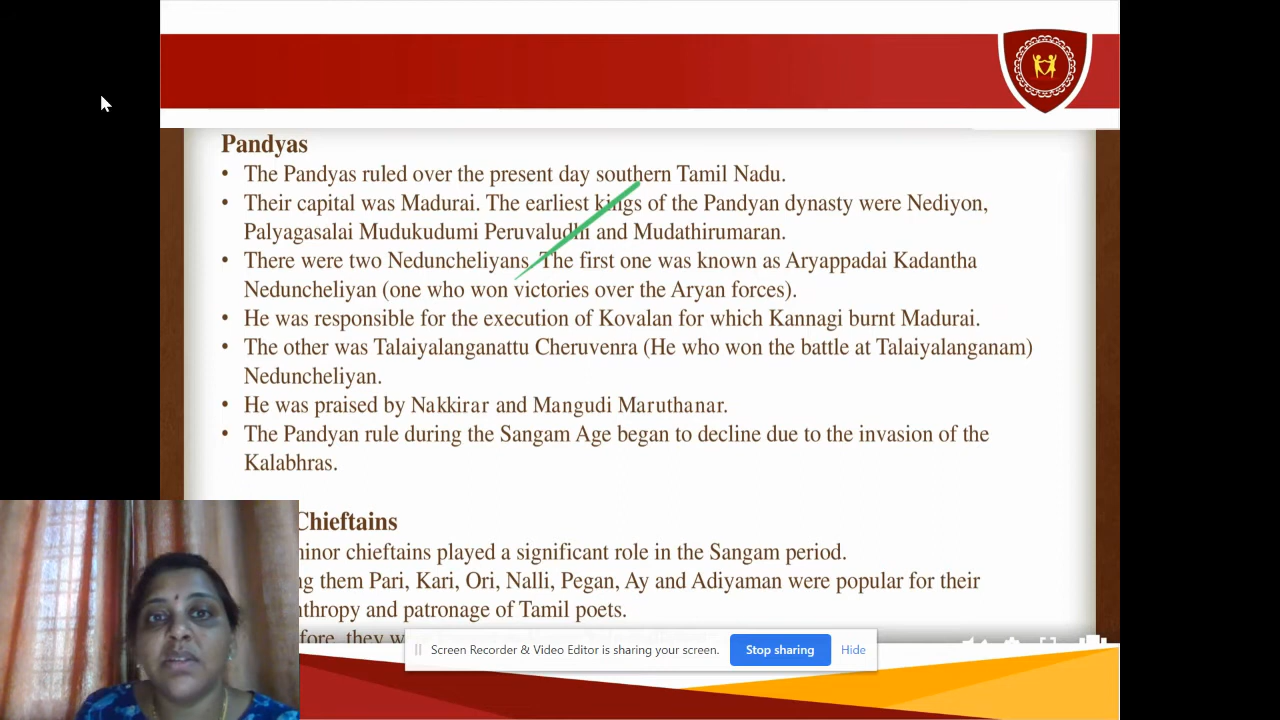 Pandyas
• The Pandyas ruled over the present day southern Tamil Nadu.
• Their capital was Madurai. The earliest kings of the Pandyan dynasty were Nediyon,
Palyagasalai Mudukudumi Peruvaludhi and Mudathirumaran.
• There were two Neduncheliyans. The first one was known as Aryappadai Kadantha
Neduncheliyan (one who won victories over the Aryan forces).
• He was responsible for the execution of Kovalan for which Kannagi burnt Madurai.
• The other was Talaiyalanganattu Cheruvenra (He who won the battle at Talaiyalanganam)
Neduncheliyan.
• He was praised by Nakkirar and Mangudi Maruthanar.
• The Pandyan rule during the Sangam Age began to decline due to the invasion of the
Kalabhras.
Chieftains
chieftains played a significant role in the Sangam period.
them Pari, Kari, Ori, Nalli, Pegan, Ay and Adiyaman were popular for their
and patronage of Tamil poets.
they
Screen Recorder & Video Editor is sharing your screen.
Stop sharing
Hide